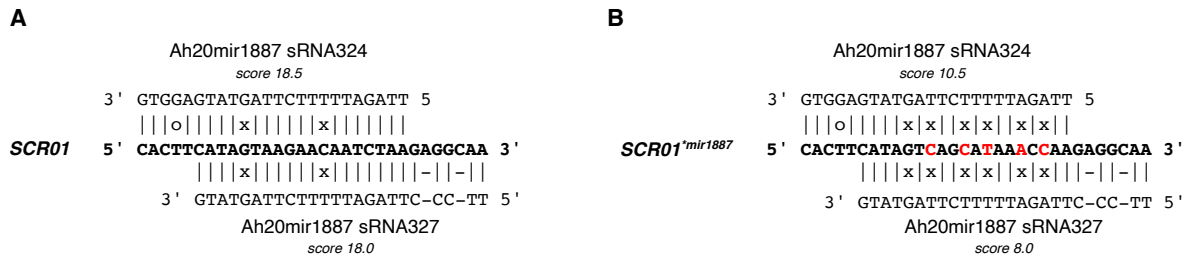 A
Ah20mir1887 sRNA324
score 18.5
3' GTGGAGTATGATTCTTTTTAGATT 5
|||o|||||x||||||x|||||||
SCR01 5' CACTTCATAGTAAGAACAATCTAAGAGGCAA 3'
||||x||||||x||||||||-||-||
3' GTATGATTCTTTTTAGATTC-CC-TT 5'
Ah20mir1887 sRNA327
score 18.0
B
Ah20mir1887 sRNA324
score 10.5
3' GTGGAGTATGATTCTTTTTAGATT 5
|||o|||||x|x||x|x||x|x||
SCR01*mir1887 5' CACTTCATAGTCAGCATAAACCAAGAGGCAA 3'
||||x|x||x|x||x|x|||-||-||
3' GTATGATTCTTTTTAGATTC-CC-TT 5'
Ah20mir1887 sRNA327
score 8.0